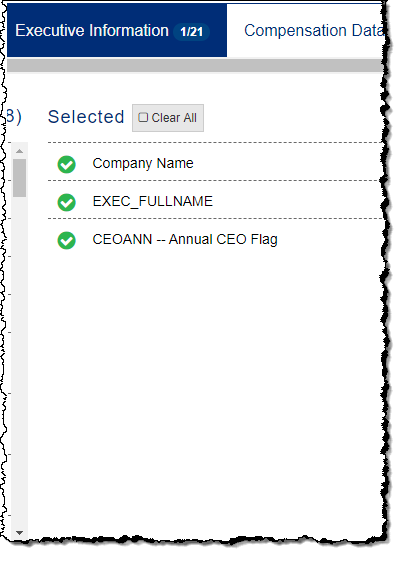 Executive Information 1/21 Compensation Data
8) Selected Clear All
Company Name
EXEC_FULLNAME
CEOANN -- Annual CEO Flag